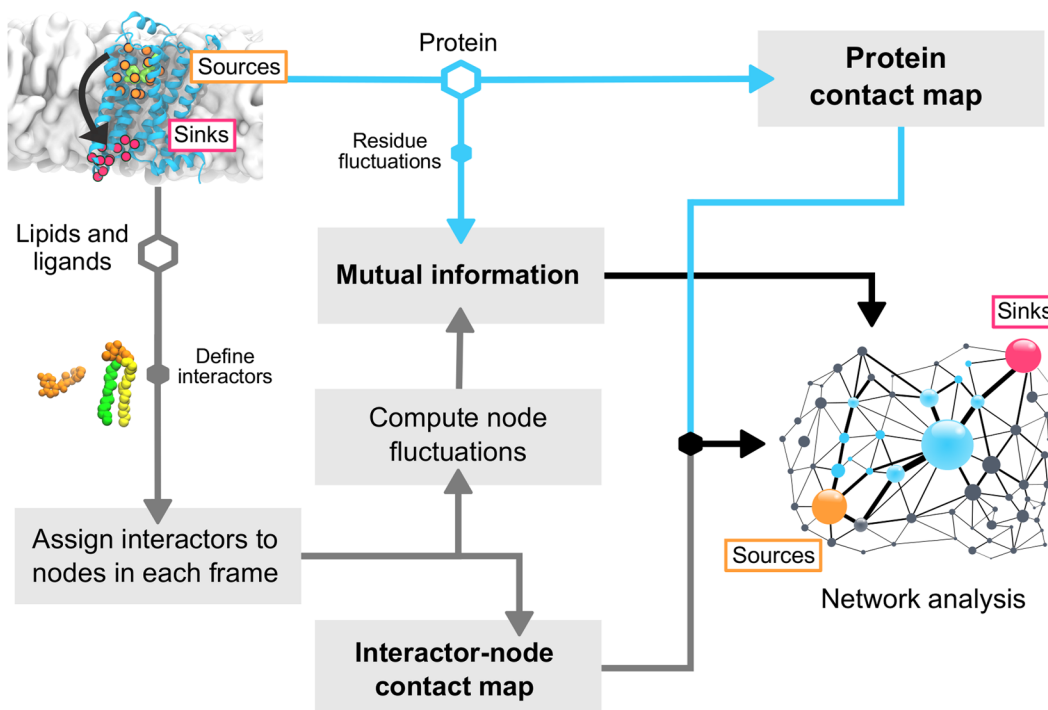 Sources
Sinks
Protein
Protein
contact map
Residue
fluctuations
Lipids and
ligands
Mutual information
Define
interactors
Compute node
fluctuations
Assign interactors to
nodes in each frame
Interactor-node
contact map
Sinks
Sources
Network analysis